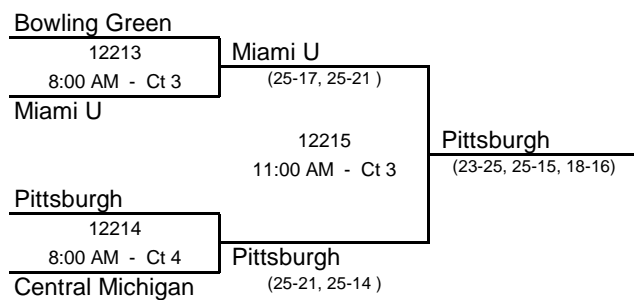 Bowling Green
12213
8:00 AM - Ct 3
Miami U
Miami U
(25-17, 25-21 )
12215
11:00 AM - Ct 3
Pittsburgh
(23-25, 25-15, 18-16)
Pittsburgh
12214
8:00 AM - Ct 4
Central Michigan
Pittsburgh
(25-21, 25-14 )